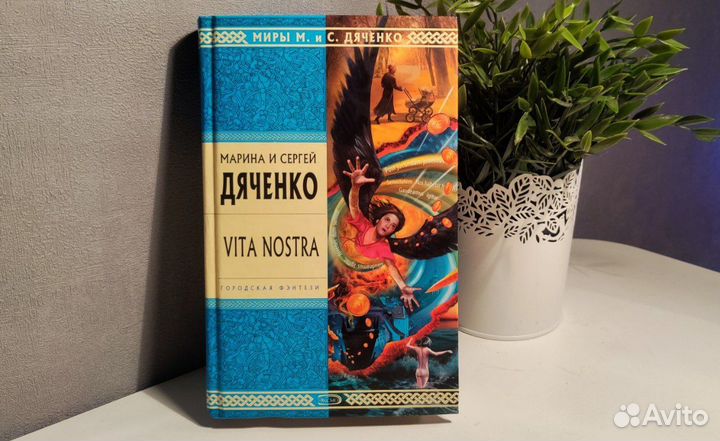 МИРЫ М. и С. ДЯЧЕНКО
МАРИНА И СЕРГЕЙ
ДЯЧЕНКО
VITA NOSTRA
ГОРОДСКАЯ ФЭНТЕЗИ
Avito